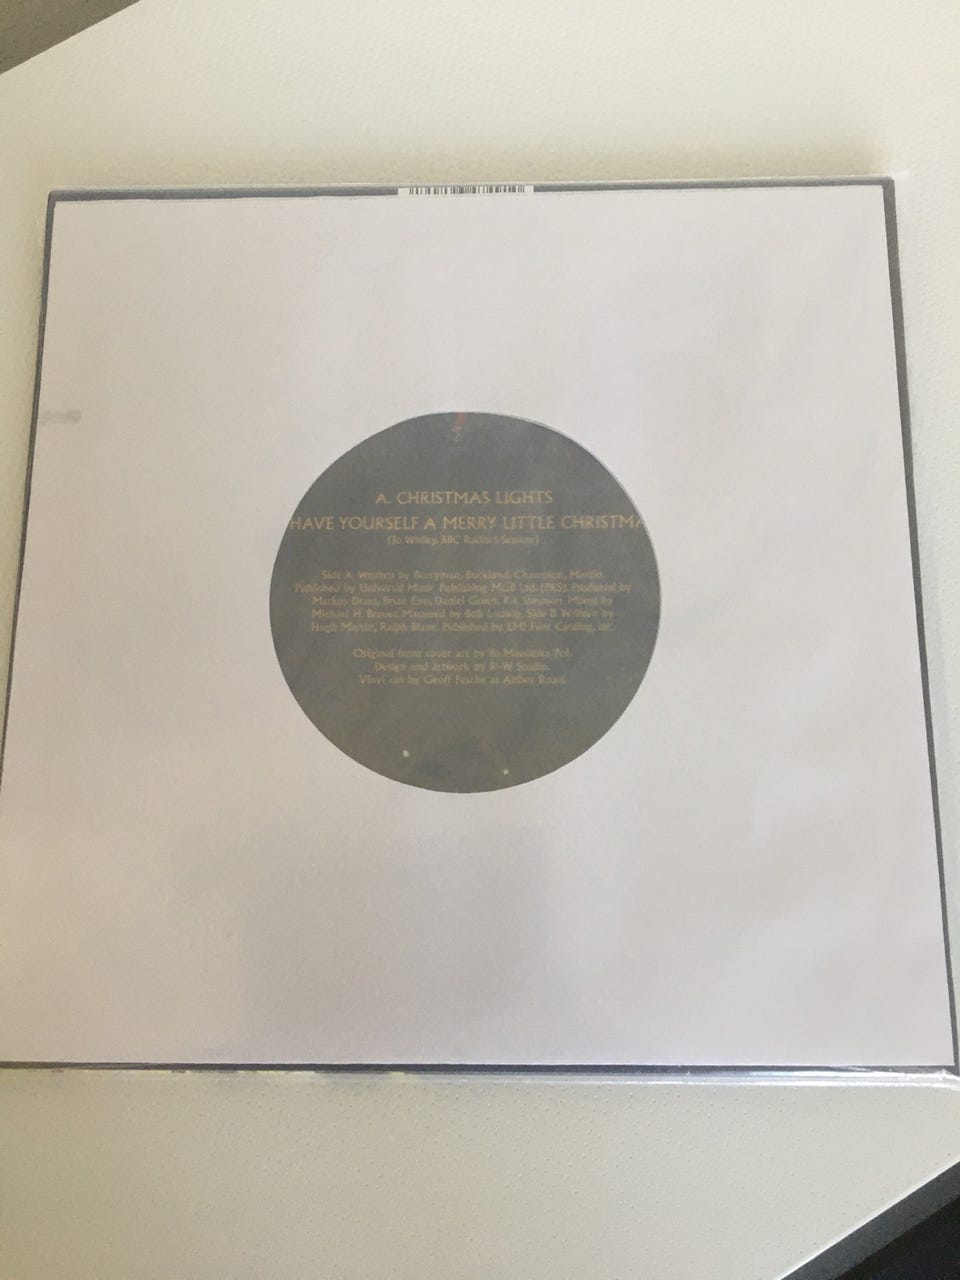 A. CHRISTMAS LIGHTS
HAVE YOURSELF A MERRY LITTLE CHRISTMA
(Jo Whiley, BBC Radio 1 Session)
Side A. Written by Berryman, Buckland, Champion, Martin.
Published by Universal Music Publishing MGB Ltd. (PRS). Produced by
Markus Dravs, Brian Eno, Daniel Green, Rik Simpson. Mixed by
Michael H. Brauer. Mastered by Bob Ludwig. Side B. Written by
Hugh Martin, Ralph Blane. Published by EMI Feist Catalog, Inc.
Original front cover art by
Design and artwork by Studio.
Vinyl cut by Geoff Pesche at Abbey Road.